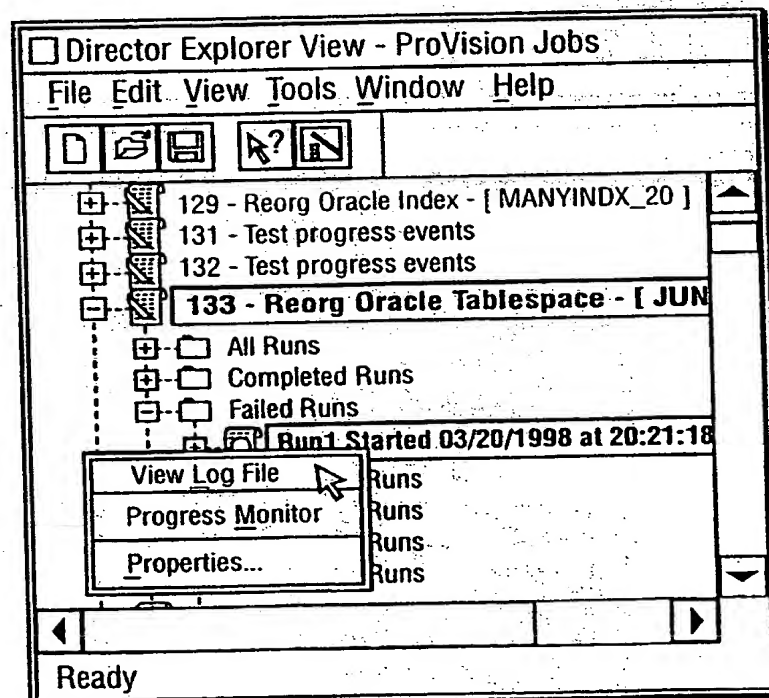 Director Explorer View - ProVision Jobs
File Edit View Tools Window Help
?
129 - Reorg Oracle Index - [ MANYINDX_20 ]
131 - Test progress events
132 - Test progress events
133 - Reorg Oracle Tablespace - [ JUN
All Runs
Completed Runs
Failed Runs
Run1 Started 03/20/1998 at 20:21:18
View Log File
Runs
Progress Monitor
Runs
Runs
Properties...
Runs
Ready